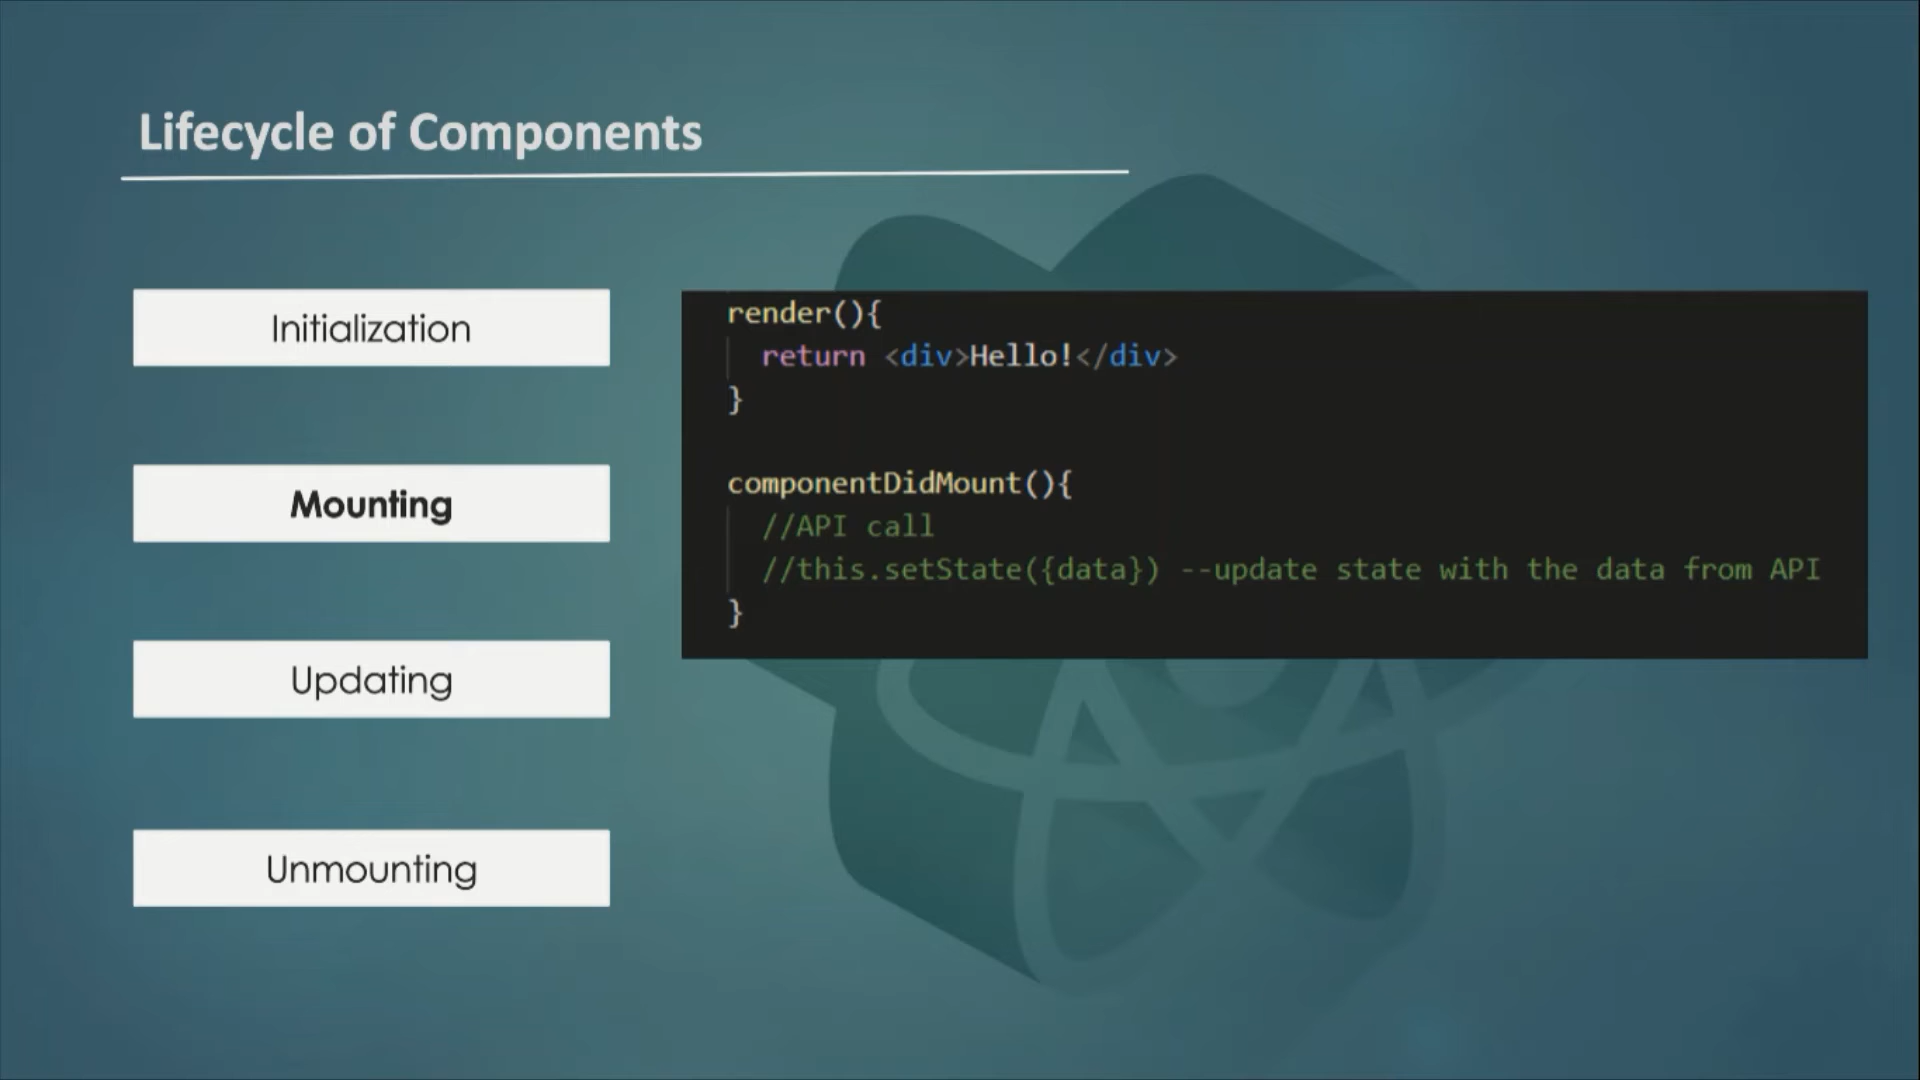 Lifecycle of Components
Initialization
Mounting
Updating
Unmounting
render(){
return <div>Hello!</div>
}
componentDidMount(){
//API call
//this.setState({data}) --update state with the data from API
}